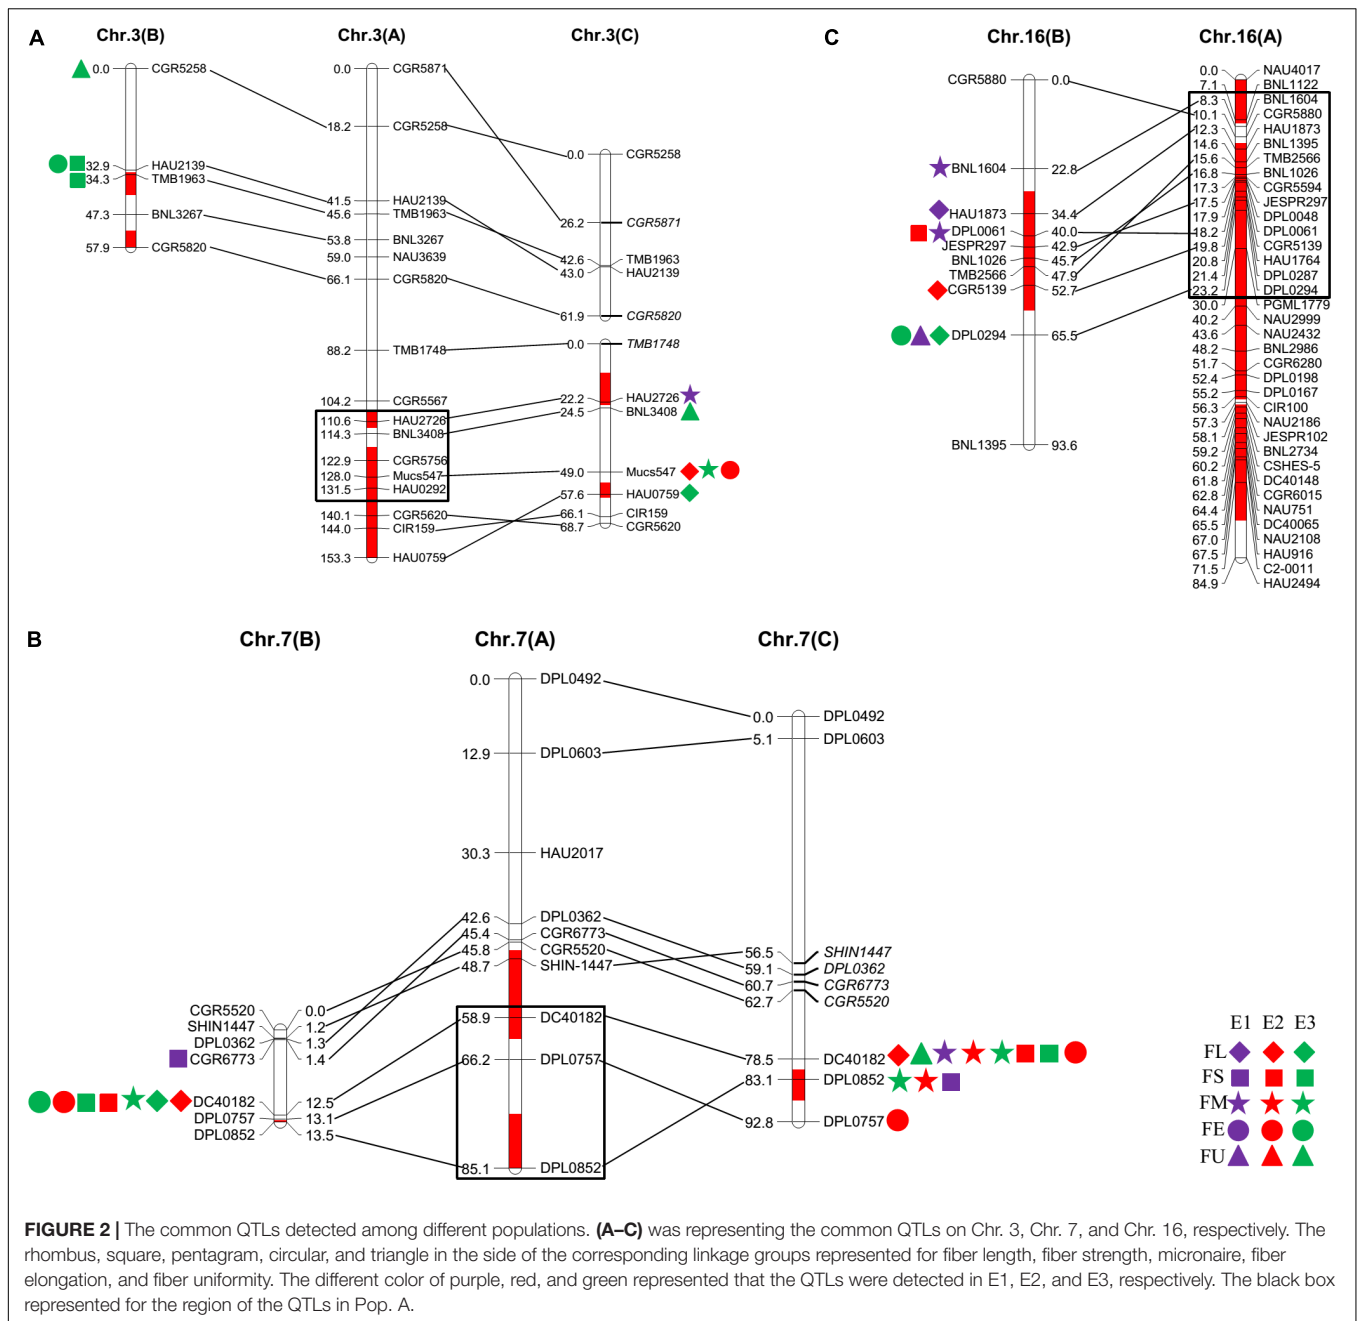 A
Chr.3(B)
Chr.3(A)
Chr.3(C)
0.0 CGR5258
32.9 HAU2139
34.3 TMB1963
47.3 BNL3267
57.9 CGR5820
0.0 CGR5871
18.2 CGR5258
41.5 HAU2139
45.6 TMB1963
53.8 BNL3267
59.0 NAU3639
66.1 CGR5820
88.2 TMB1748
104.2 CGR5567
110.6 HAU2726
114.3 BNL3408
122.9 CGR5756
128.0 Mucs547
131.5 HAU0292
140.1 CGR5620
144.0 CIR159
153.3 HAU0759
0.0 CGR5258
26.2 CGR5871
42.6 TMB1963
43.0 HAU2139
61.9 CGR5820
0.0 TMB1748
22.2 HAU2726
24.5 BNL3408
49.0 Mucs547
57.6 HAU0759
66.1 CIR159
68.7 CGR5620
C
Chr.16(B)
Chr.16(A)
CGR5880 0.0
BNL1604 22.8
HAU1873 34.4
DPL0061 40.0
JESPR297 42.9
BNL1026 45.7
TMB2566 47.9
CGR5139 52.7
DPL0294 65.5
BNL1395 93.6
0.0 NAU4017
7.1 BNL1122
8.3 BNL1604
10.1 CGR5880
12.3 HAU1873
14.6 BNL1395
15.6 TMB2566
16.8 BNL1026
17.3 CGR5594
17.5 JESPR297
17.9 DPL0048
18.2 DPL0061
19.8 CGR5139
20.8 HAU1764
21.4 DPL0287
23.2 DPL0294
30.0 PGML1779
40.2 NAU2999
43.6 NAU2432
48.2 BNL2986
51.7 CGR6280
52.4 DPL0198
55.2 DPL0167
56.3 CIR100
57.3 NAU2186
58.1 JESPR102
59.2 BNL2734
60.2 CSHES-5
61.8 DC40148
62.8 CGR6015
64.4 NAU751
65.5 DC40065
67.0 NAU2108
67.5 HAU916
71.5 C2-0011
84.9 HAU2494
B
Chr.7(B)
Chr.7(A)
Chr.7(C)
CGR5520 0.0
SHIN1447 1.2
DPL0362 1.3
CGR6773 1.4
DC40182 12.5
DPL0757 13.1
DPL0852 13.5
0.0 DPL0492
12.9 DPL0603
30.3 HAU2017
42.6 DPL0362
45.4 CGR6773
45.8 CGR5520
48.7 SHIN-1447
58.9 DC40182
66.2 DPL0757
85.1 DPL0852
0.0 DPL0492
5.1 DPL0603
56.5 SHIN1447
59.1 DPL0362
60.7 CGR6773
62.7 CGR5520
78.5 DC40182
83.1 DPL0852
92.8 DPL0757
E1 E2 E3
FL
FS
FM
FE
FU
FIGURE 2 | The common QTLs detected among different populations. (A–C) was representing the common QTLs on Chr. 3, Chr. 7, and Chr. 16, respectively. The
rhombus, square, pentagram, circular, and triangle in the side of the corresponding linkage groups represented for fiber length, fiber strength, micronaire, fiber
elongation, and fiber uniformity. The different color of purple, red, and green represented that the QTLs were detected in E1, E2, and E3, respectively. The black box
represented for the region of the QTLs in Pop. A.